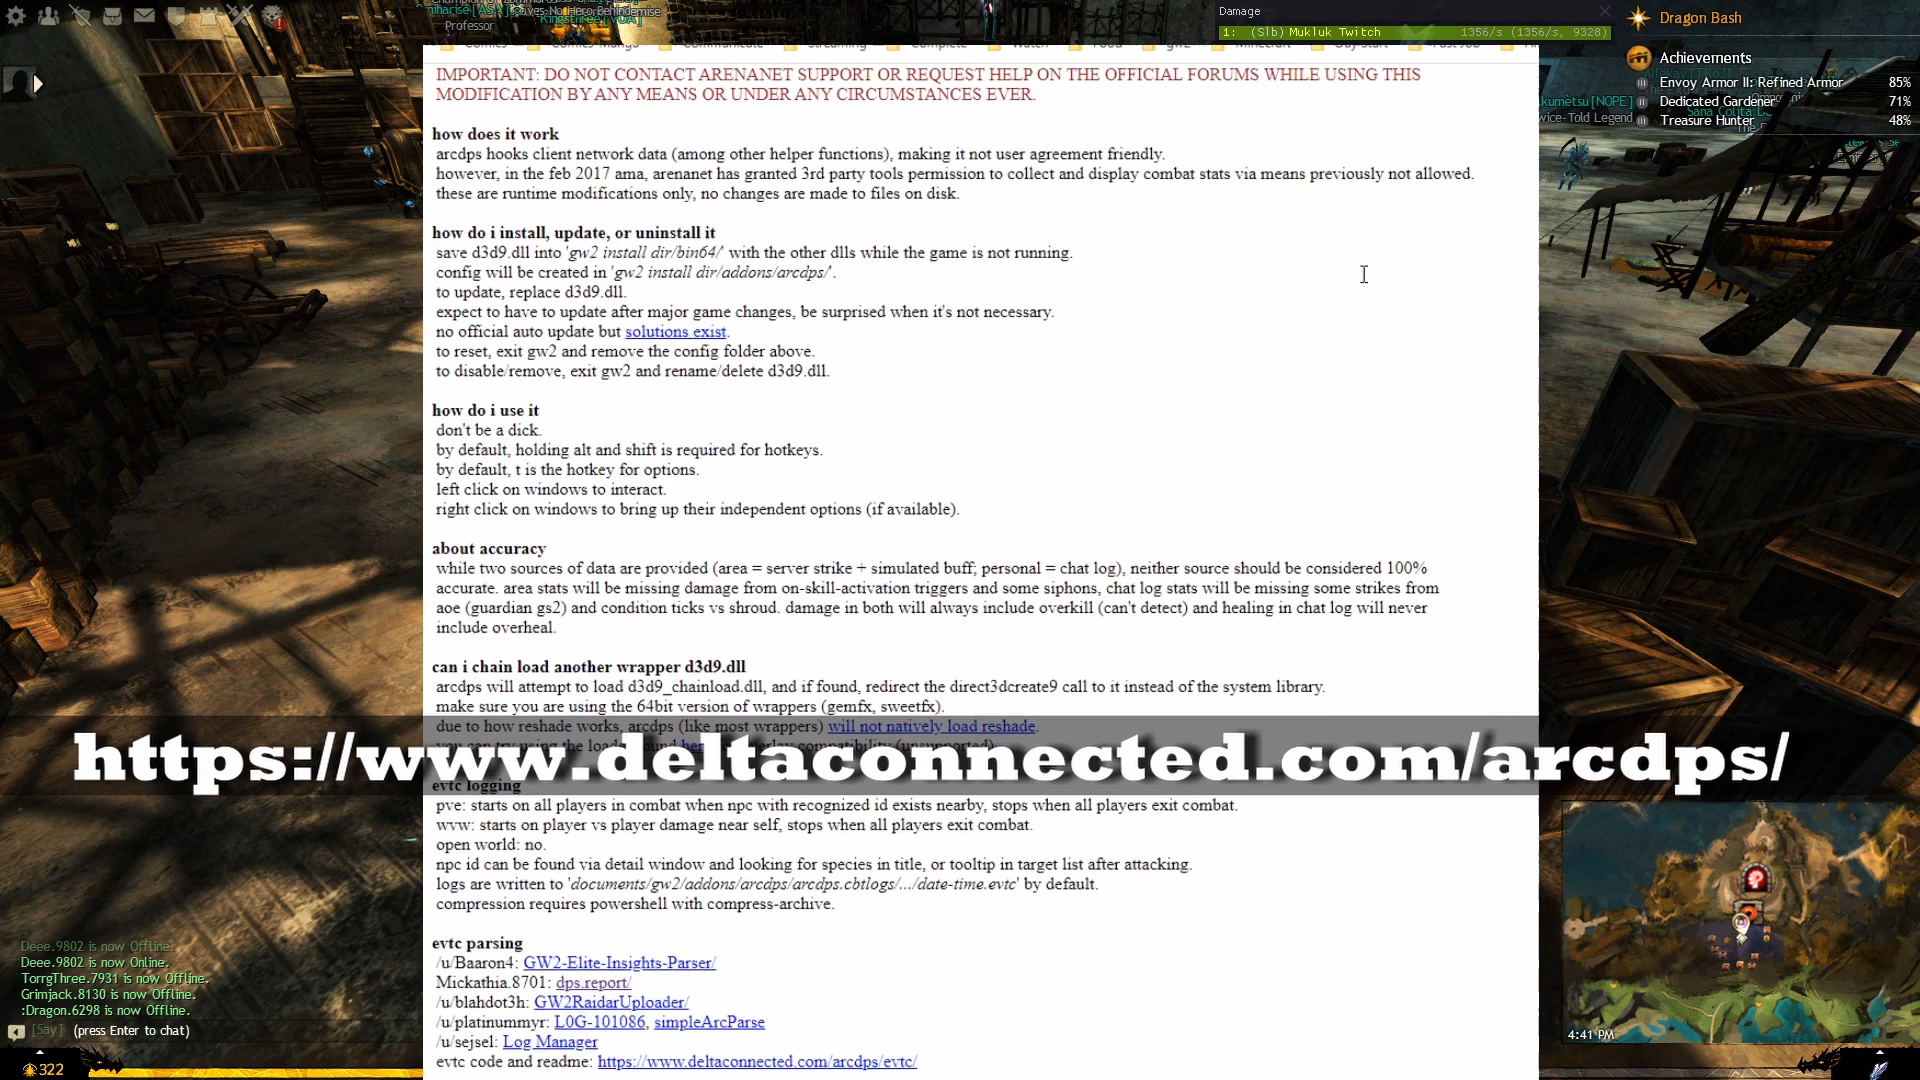 Professor
Damage
1: (Slb) Mukluk Twitch 1356/s (1356/s, 9328)
Dragon Bash
Achievements
Envoy Armor II: Refined Armor 85%
Dedicated Gardener 71%
Treasure Hunter 48%
IMPORTANT: DO NOT CONTACT ARENANET SUPPORT OR REQUEST HELP ON THE OFFICIAL FORUMS WHILE USING THIS
MODIFICATION BY ANY MEANS OR UNDER ANY CIRCUMSTANCES EVER.
how does it work
arcdps hooks client network data (among other helper functions), making it not user agreement friendly.
however, in the feb 2017 ama, arenanet has granted 3rd party tools permission to collect and display combat stats via means previously not allowed.
these are runtime modifications only, no changes are made to files on disk.
how do i install, update, or uninstall it
save d3d9.dll into 'gw2 install dir/bin64/' with the other dlls while the game is not running.
config will be created in 'gw2 install dir/addons/arcdps/'.
to update, replace d3d9.dll.
expect to have to update after major game changes, be surprised when it's not necessary.
no official auto update but solutions exist.
to reset, exit gw2 and remove the config folder above.
to disable/remove, exit gw2 and rename/delete d3d9.dll.
how do i use it
don't be a dick.
by default, holding alt and shift is required for hotkeys.
by default, t is the hotkey for options.
left click on windows to interact.
right click on windows to bring up their independent options (if available).
about accuracy
while two sources of data are provided (area = server strike + simulated buff; personal = chat log), neither source should be considered 100%
accurate. area stats will be missing damage from on-skill-activation triggers and some siphons, chat log stats will be missing some strikes from
aoe (guardian gs2) and condition ticks vs shroud. damage in both will always include overkill (can't detect) and healing in chat log will never
include overheal.
can i chain load another wrapper d3d9.dll
arcdps will attempt to load d3d9_chainload.dll, and if found, redirect the direct3dcreate9 call to it instead of the system library.
make sure you are using the 64bit version of wrappers (gemfx, sweetfx).
due to how reshade works, arcdps (like most wrappers) will not natively load reshade.
https://www.deltaconnected.com/arcdps/
evtc logging
pve: starts on all players in combat when npc with recognized id exists nearby, stops when all players exit combat.
wvw: starts on player vs player damage near self, stops when all players exit combat.
open world: no.
npc id can be found via detail window and looking for species in title, or tooltip in target list after attacking.
logs are written to 'documents/gw2/addons/arcdps/arcdps.cbtlogs/.../date-time.evtc' by default.
compression requires powershell with compress-archive.
evtc parsing
/u/Baaron4: GW2-Elite-Insights-Parser/
Mickathia.8701: dps.report/
/u/blahdot3h: GW2RaidarUploader/
/u/platinummyr: L0G-101086, simpleArcParse
/u/sejsel: Log Manager
evtc code and readme: https://www.deltaconnected.com/arcdps/evtc/
Deee.9802 is now Offline.
Deee.9802 is now Online.
TorrgThree.7931 is now Offline.
Grimjack.8130 is now Offline.
:Dragon.6298 is now Offline.
[Say] (press Enter to chat)
322
4:41 PM